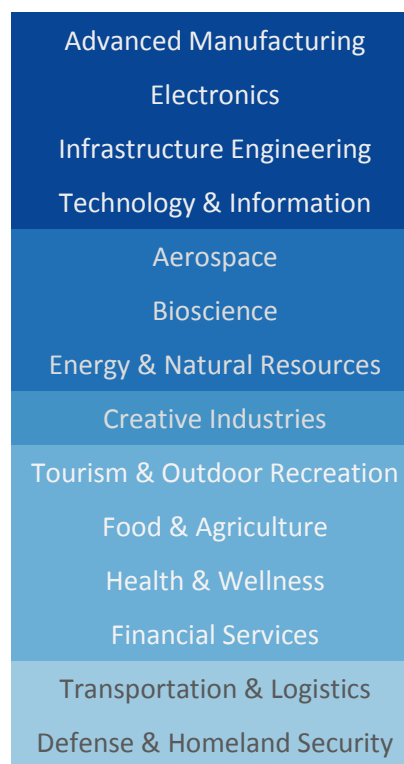 Advanced Manufacturing
Electronics
Infrastructure Engineering
Technology & Information
Aerospace
Bioscience
Energy & Natural Resources
Creative Industries
Tourism & Outdoor Recreation
Food & Agriculture
Health & Wellness
Financial Services
Transportation & Logistics
Defense & Homeland Security